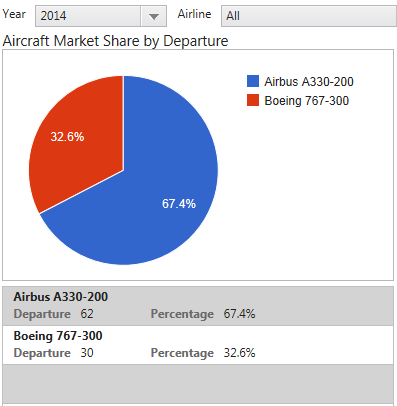 Year 2014 Airline All
Aircraft Market Share by Departure
Airbus A330-200
Boeing 767-300
32.6%
67.4%
Airbus A330-200
Departure 62 Percentage 67.4%
Boeing 767-300
Departure 30 Percentage 32.6%